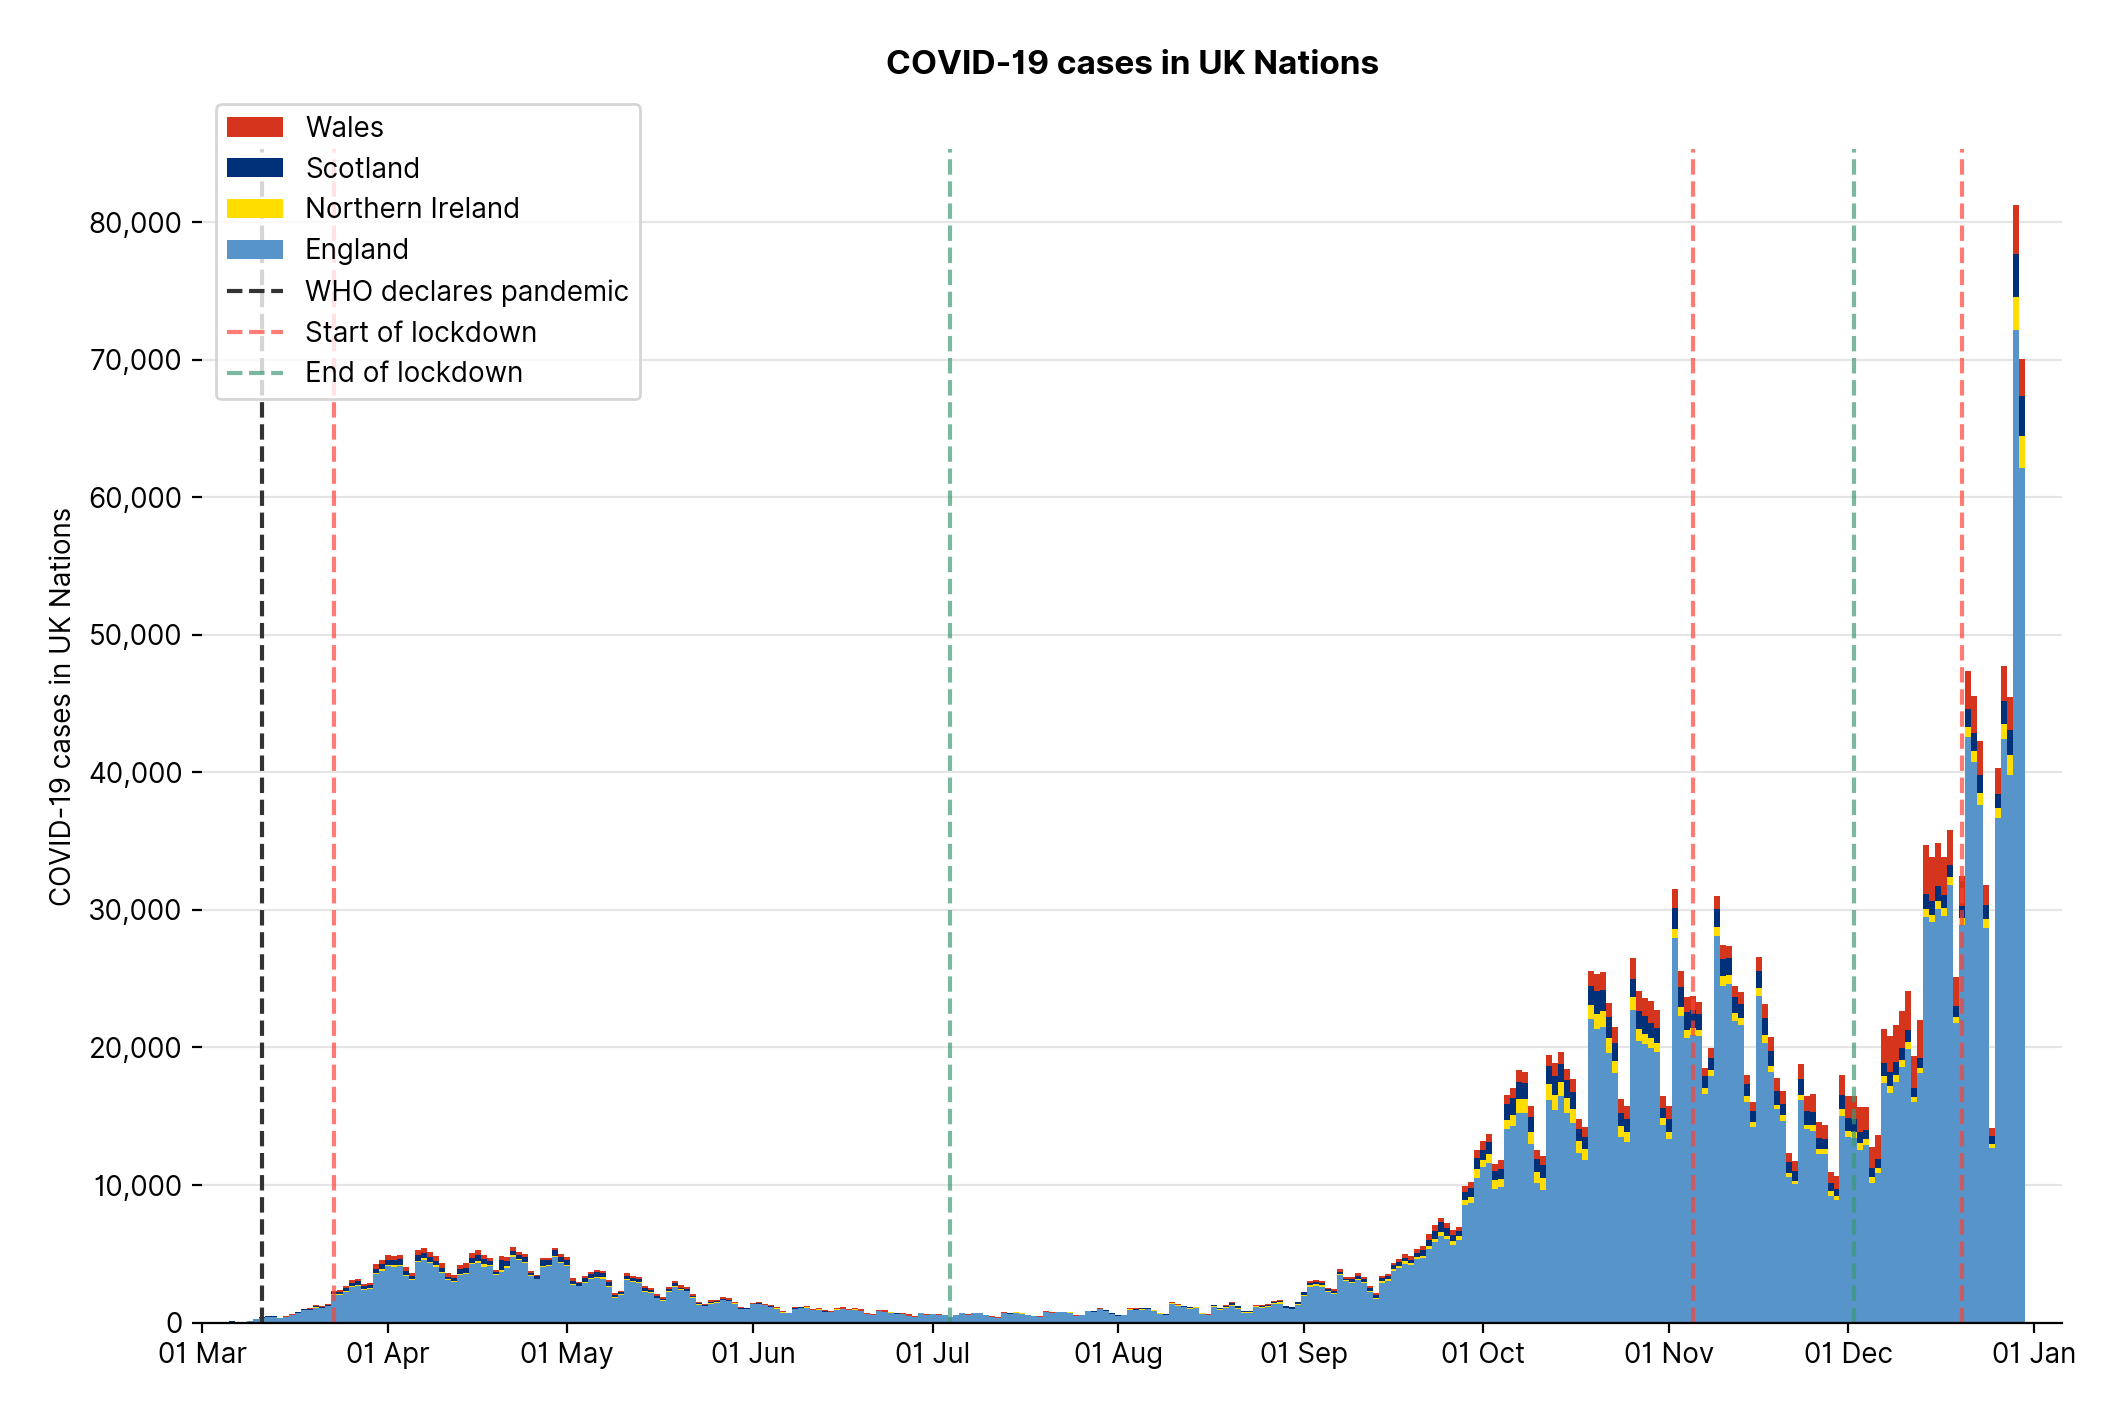 COVID-19 cases in UK Nations
Wales
Scotland
Northern Ireland
England
WHO declares pandemic
Start of lockdown
End of lockdown
COVID-19 cases in UK Nations
80,000
70,000
60,000
50,000
40,000
30,000
20,000
10,000
0
01 Mar 01 Apr 01 May 01 Jun 01 Jul 01 Aug 01 Sep 01 Oct 01 Nov 01 Dec 01 Jan